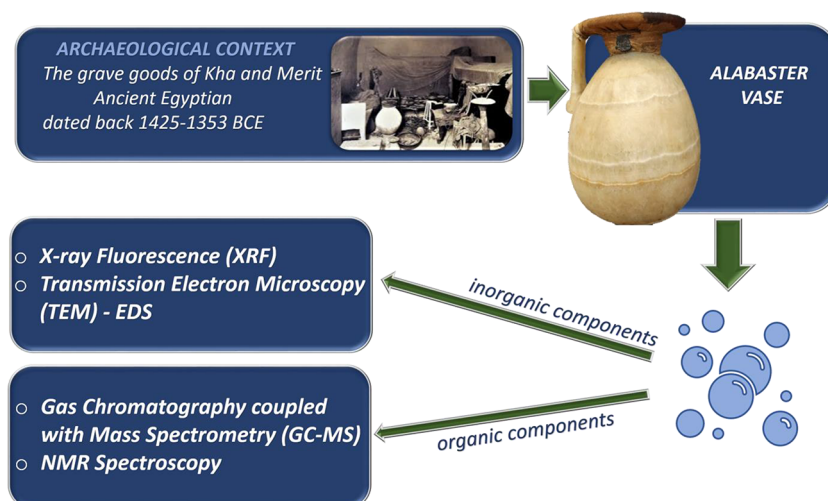 ARCHAEOLOGICAL CONTEXT
The grave goods of Kha and Merit
Ancient Egyptian
dated back 1425-1353 BCE
ALABASTER
VASE
○ X-ray Fluorescence (XRF)
○ Transmission Electron Microscopy
(TEM) - EDS
inorganic components
○ Gas Chromatography coupled
with Mass Spectrometry (GC-MS)
○ NMR Spectroscopy
organic components